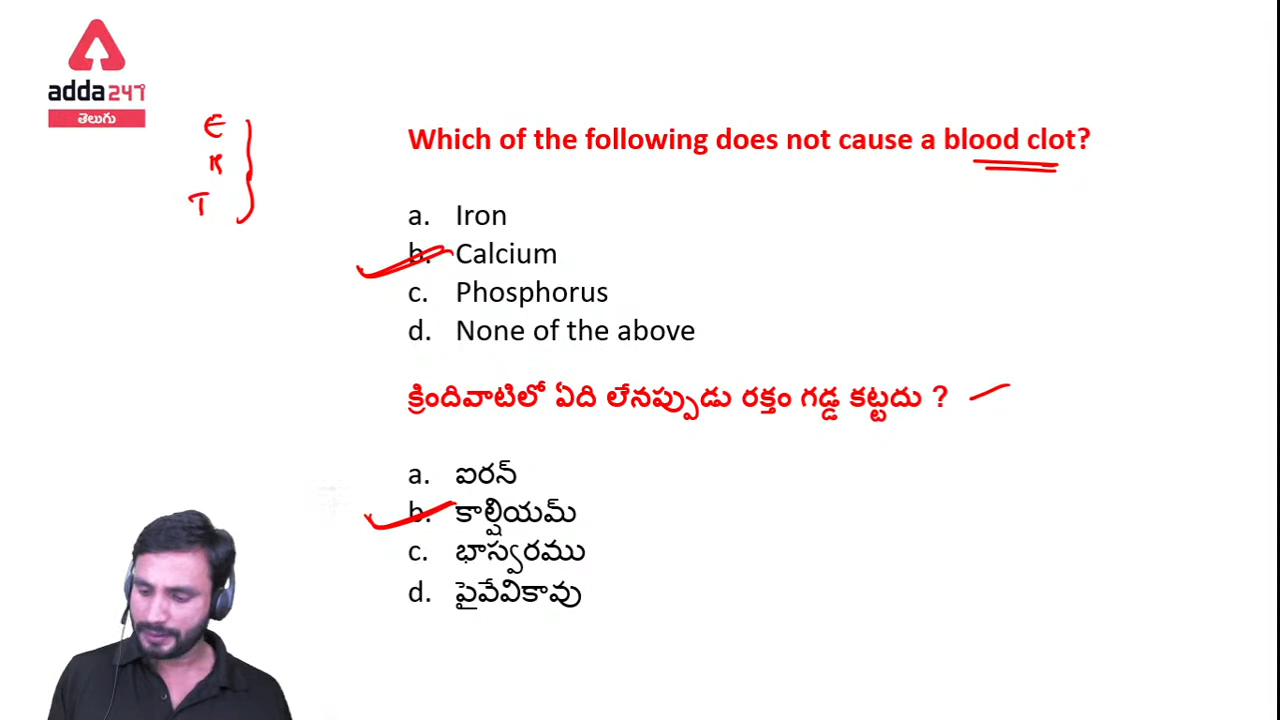 adda247
తెలుగు
E
K
T
Which of the following does not cause a blood clot?
a. Iron
b. Calcium
c. Phosphorus
d. None of the above
క్రిందివాటిలో ఏది లేనప్పుడు రక్తం గడ్డ కట్టదు ?
a. ఐరన్
b. కాల్షియమ్
c. భాస్వరము
d. పైవేవికావు